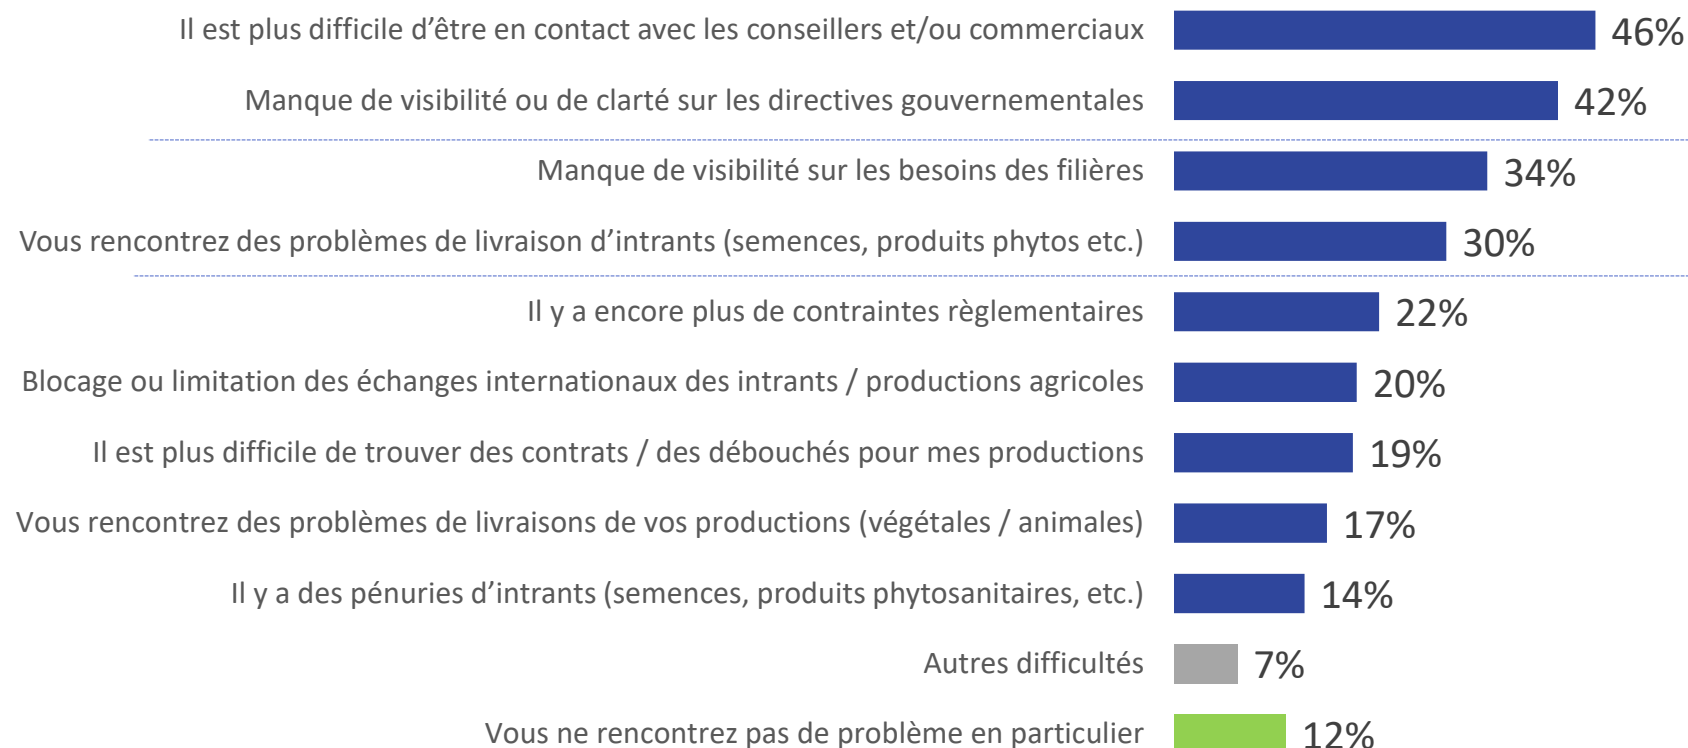 Il est plus difficile d’être en contact avec les conseillers et/ou commerciaux 46%
Manque de visibilité ou de clarté sur les directives gouvernementales 42%
Manque de visibilité sur les besoins des filières 34%
Vous rencontrez des problèmes de livraison d’intrants (semences, produits phytos etc.) 30%
Il y a encore plus de contraintes règlementaires 22%
Blocage ou limitation des échanges internationaux des intrants / productions agricoles 20%
Il est plus difficile de trouver des contrats / des débouchés pour mes productions 19%
Vous rencontrez des problèmes de livraisons de vos productions (végétales / animales) 17%
Il y a des pénuries d’intrants (semences, produits phytosanitaires, etc.) 14%
Autres difficultés 7%
Vous ne rencontrez pas de problème en particulier 12%